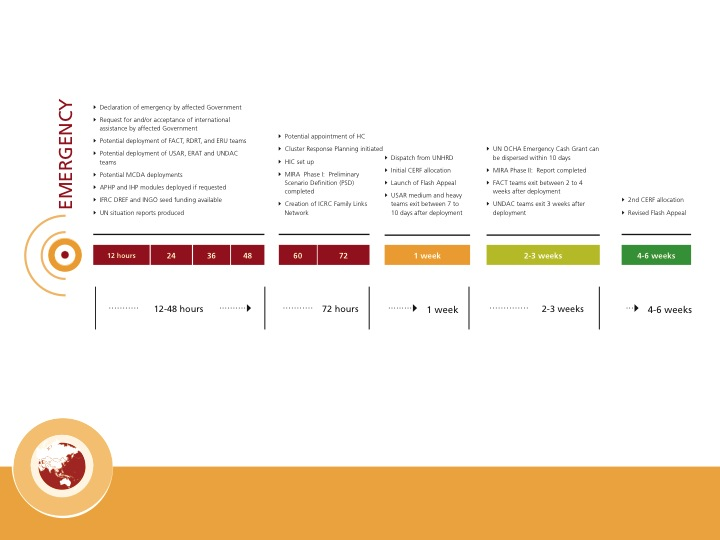 EMERGENCY
Declaration of emergency by affected Government
Request for and/or acceptance of international
assistance by affected Government
Potential deployment of FACT, RDRT, and ERU teams
Potential deployment of USAR, ERAT and UNDAC
teams
Potential MCDA deployments
APHP and IHP modules deployed if requested
IFRC DREF and INGO seed funding available
UN situation reports produced
Potential appointment of HC
Cluster Response Planning initiated
HIC set up
MIRA Phase I: Preliminary
Scenario Definition (PSD)
completed
Creation of ICRC Family Links
Network
Dispatch from UNHRD
Initial CERF allocation
Launch of Flash Appeal
USAR medium and heavy
teams exit between 7 to
10 days after deployment
UN OCHA Emergency Cash Grant can
be dispersed within 10 days
MIRA Phase II: Report completed
FACT teams exit between 2 to 4
weeks after deployment
UNDAC teams exit 3 weeks after
deployment
2nd CERF allocation
Revised Flash Appeal
12 hours 24 36 48 60 72 1 week 2-3 weeks 4-6 weeks
12-48 hours 72 hours 1 week 2-3 weeks 4-6 weeks